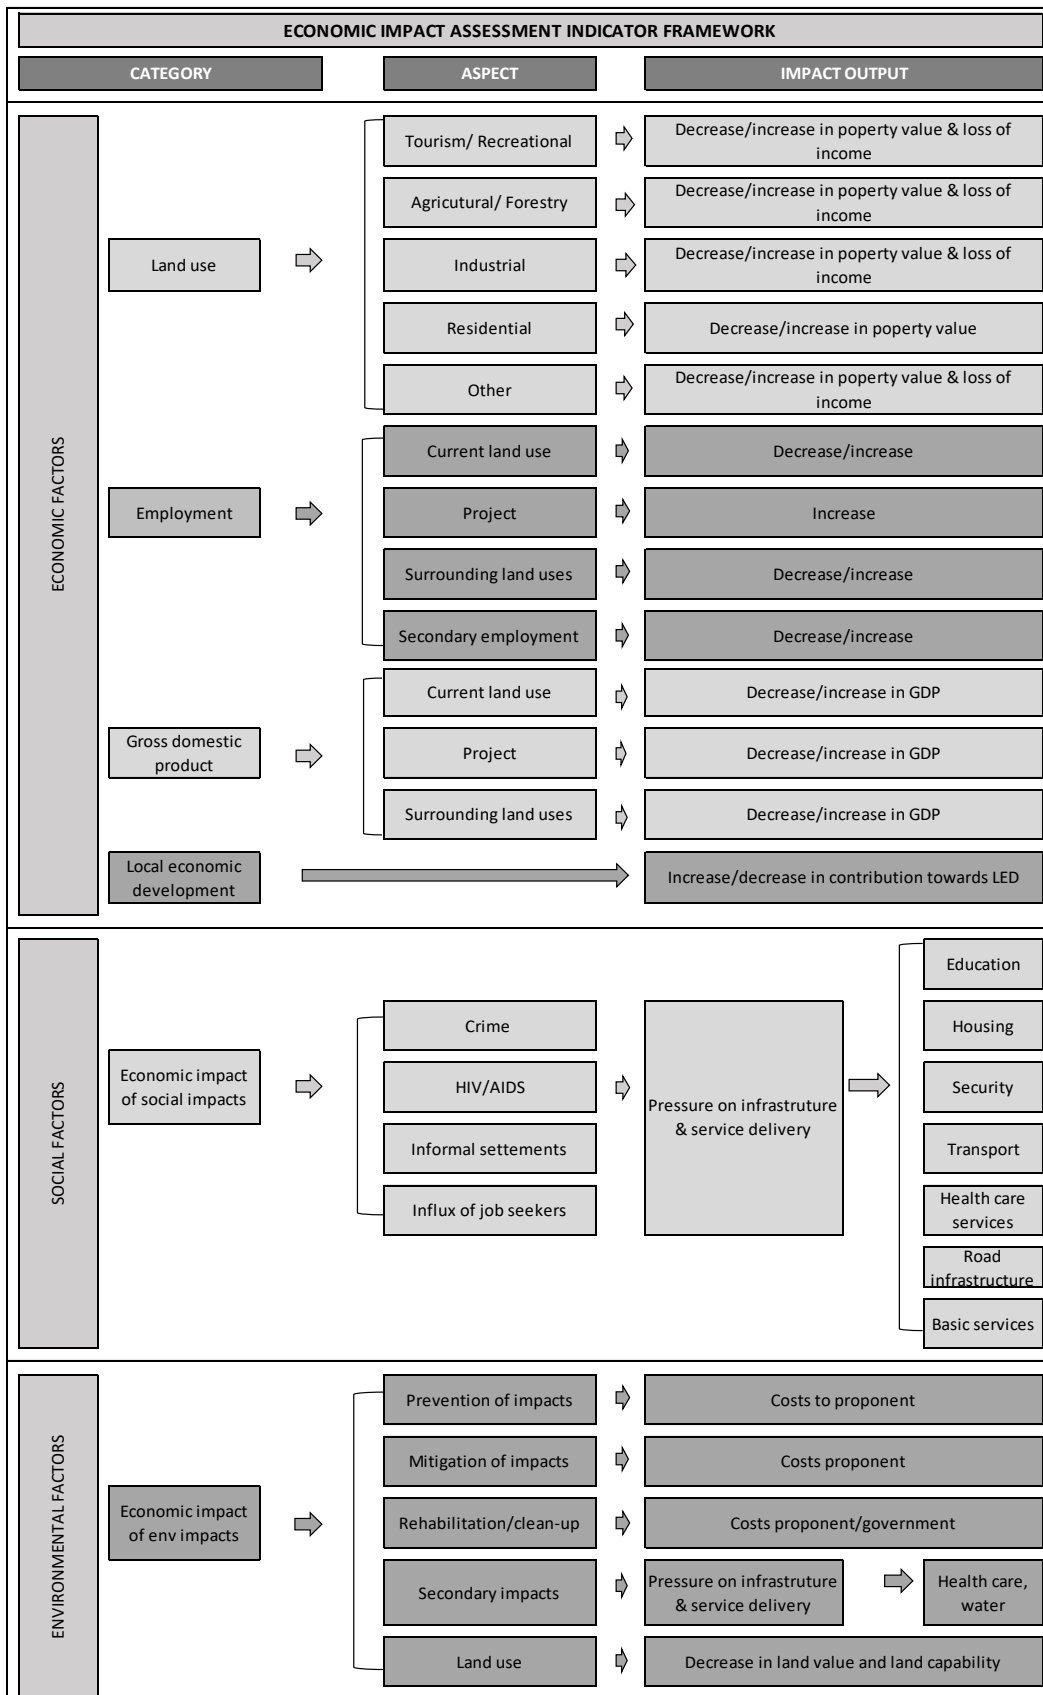 ECONOMIC IMPACT ASSESSMENT INDICATOR FRAMEWORK
CATEGORY
ASPECT
IMPACT OUTPUT
ECONOMIC FACTORS
Land use
Tourism/ Recreational
Decrease/increase in poperty value & loss of
income
Agricutural/ Forestry
Decrease/increase in poperty value & loss of
income
Industrial
Decrease/increase in poperty value & loss of
income
Residential
Decrease/increase in poperty value
Other
Decrease/increase in poperty value & loss of
income
Employment
Current land use
Decrease/increase
Project
Increase
Surrounding land uses
Decrease/increase
Secondary employment
Decrease/increase
Gross domestic
product
Current land use
Decrease/increase in GDP
Project
Decrease/increase in GDP
Surrounding land uses
Decrease/increase in GDP
Local economic
development
Increase/decrease in contribution towards LED
SOCIAL FACTORS
Economic impact
of social impacts
Crime
HIV/AIDS
Informal settements
Influx of job seekers
Pressure on infrastruture
& service delivery
Education
Housing
Security
Transport
Health care
services
Road
infrastructure
Basic services
ENVIRONMENTAL FACTORS
Economic impact
of env impacts
Prevention of impacts
Costs to proponent
Mitigation of impacts
Costs proponent
Rehabilitation/clean-up
Costs proponent/government
Secondary impacts
Pressure on infrastruture
& service delivery
Health care,
water
Land use
Decrease in land value and land capability